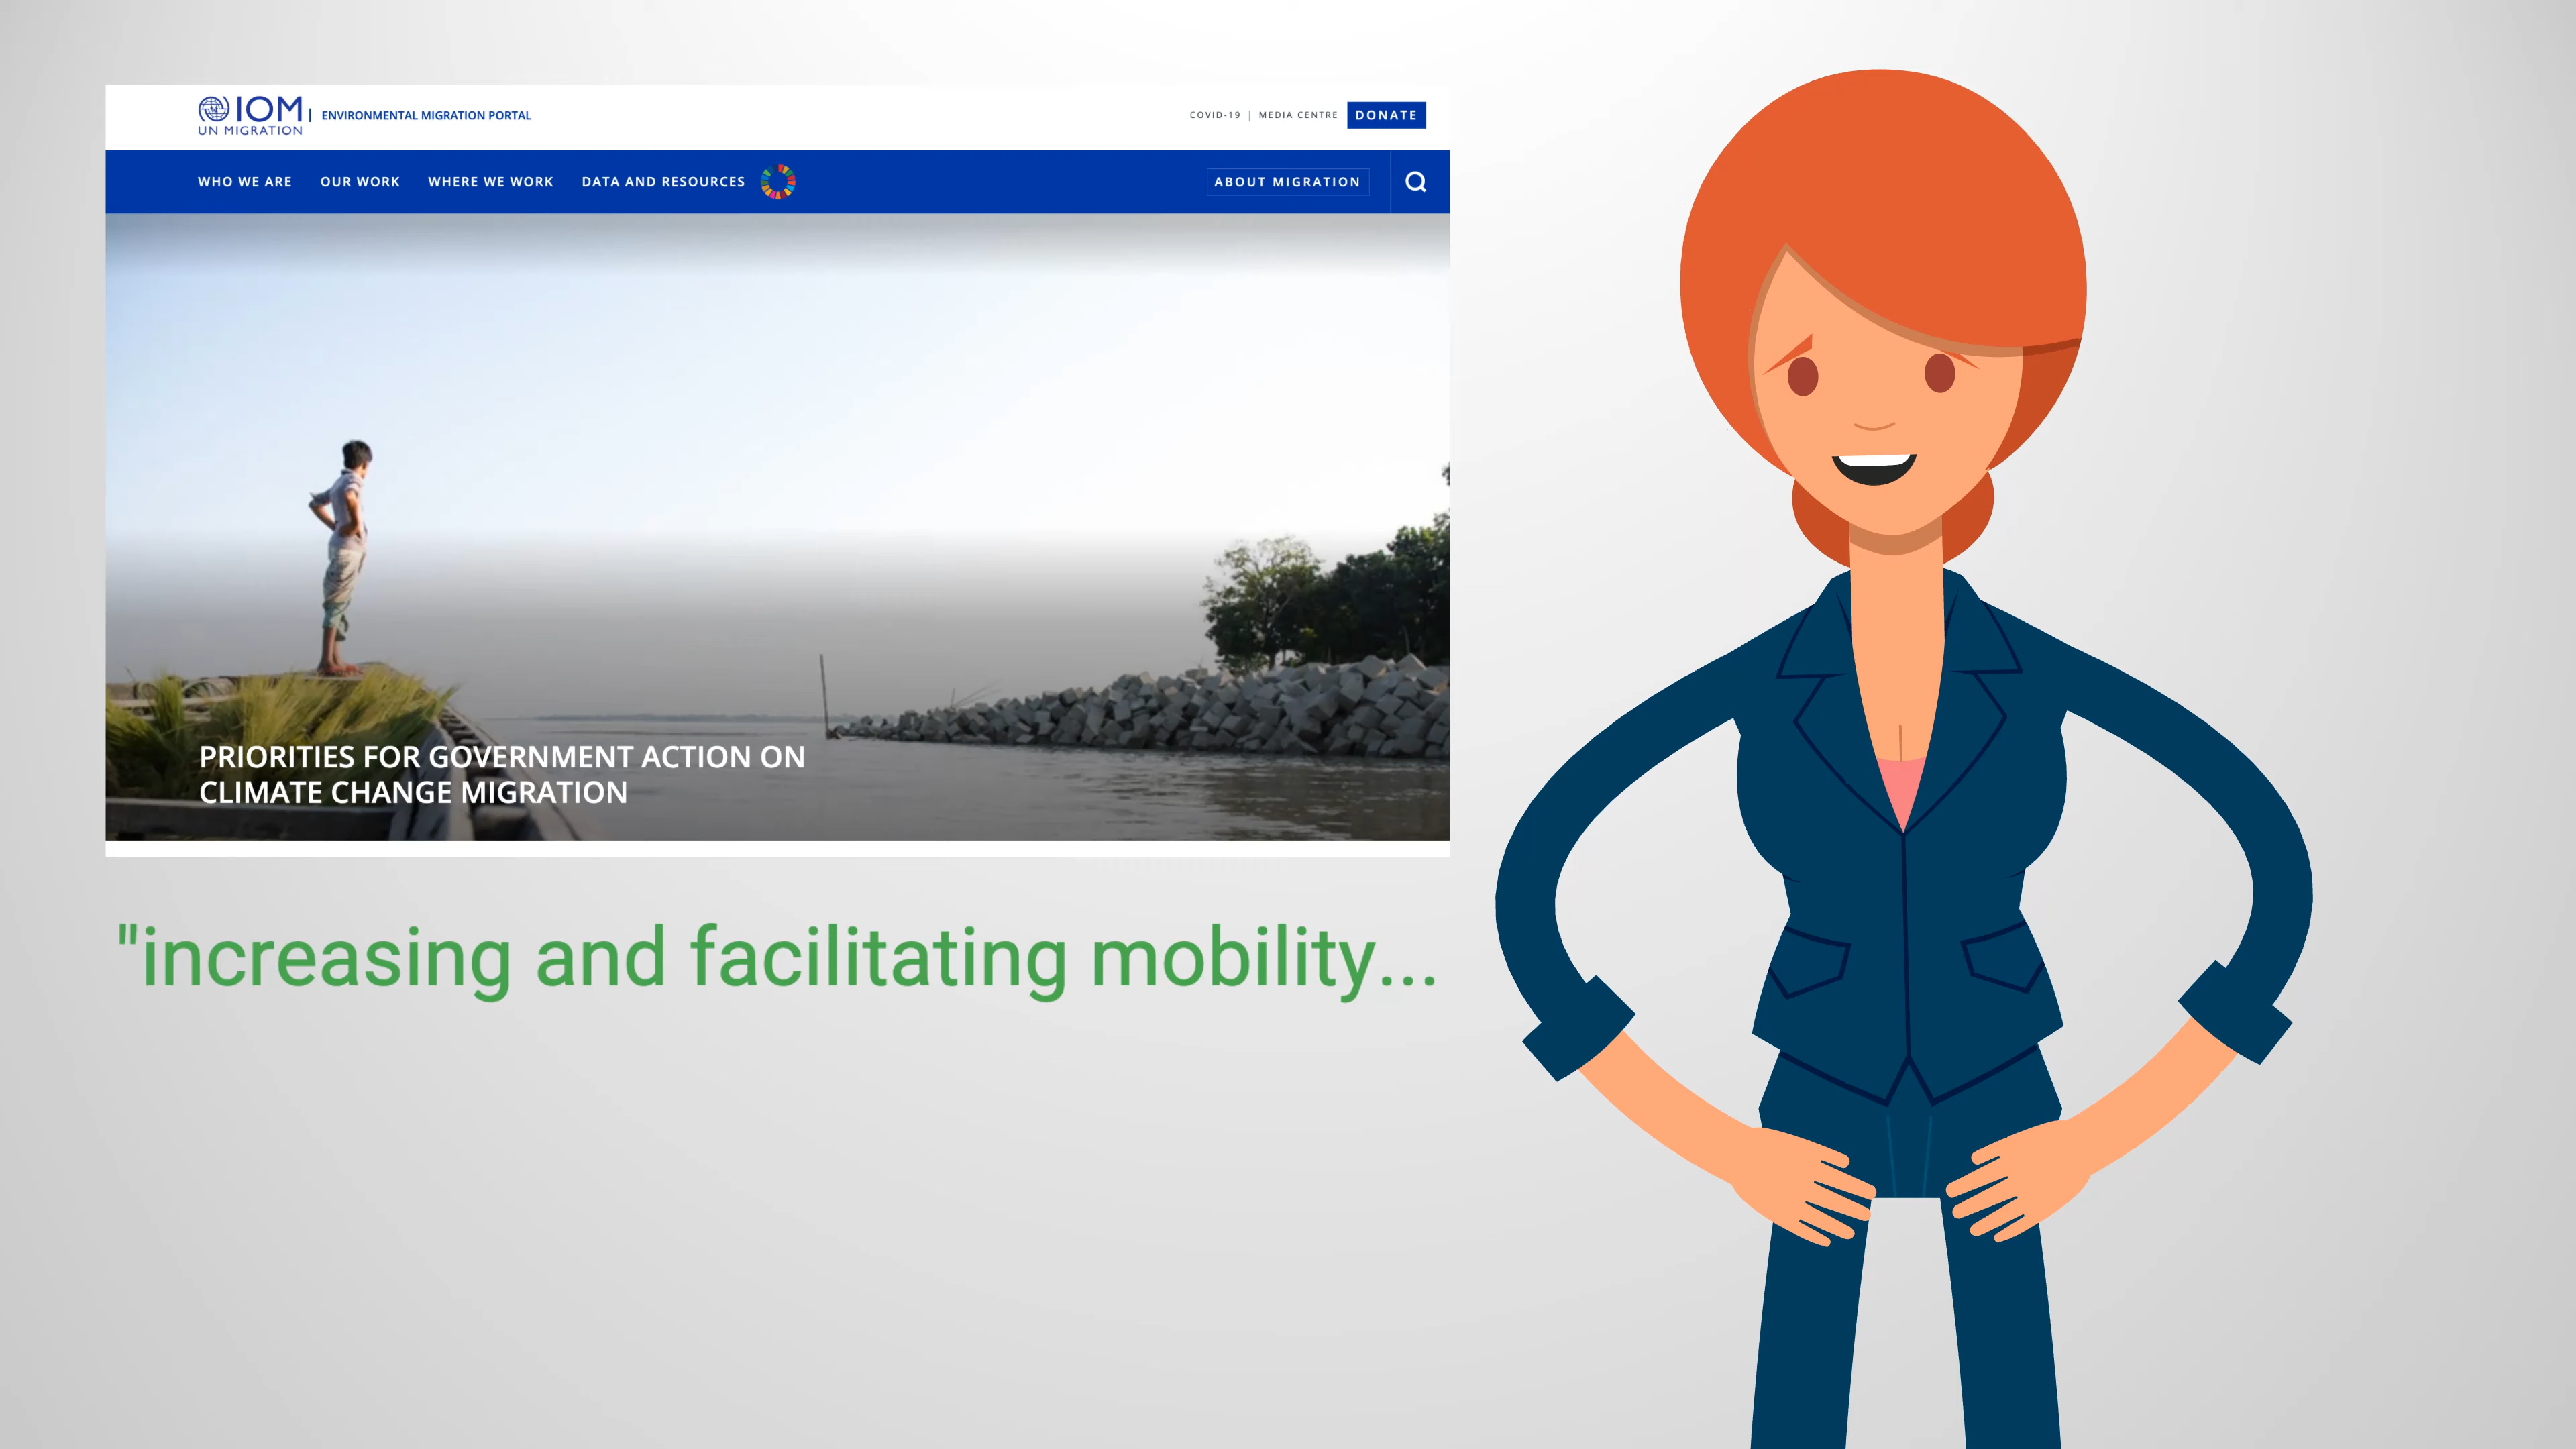 IOM
UN MIGRATION
ENVIRONMENTAL MIGRATION PORTAL
COVID-19 | MEDIA CENTRE
DONATE
WHO WE ARE
OUR WORK
WHERE WE WORK
DATA AND RESOURCES
ABOUT MIGRATION
PRIORITIES FOR GOVERNMENT ACTION ON
CLIMATE CHANGE MIGRATION
"increasing and facilitating mobility...